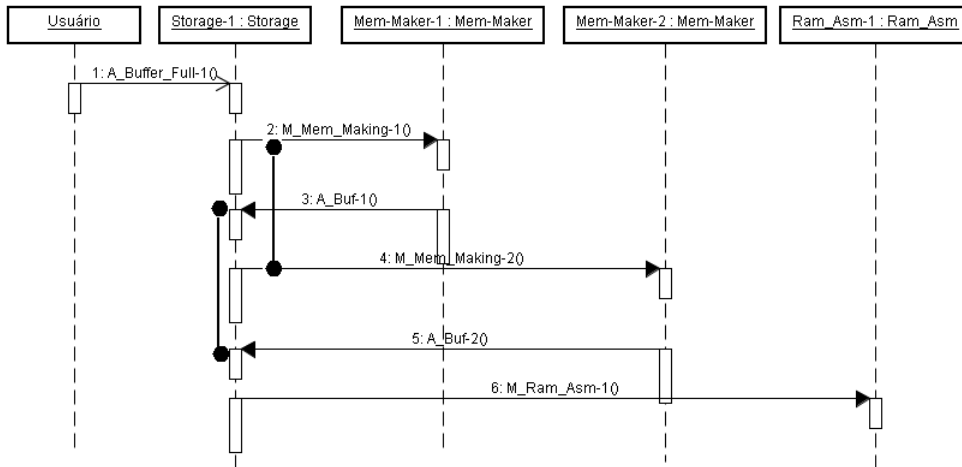 Usuário
Storage-1 : Storage
Mem-Maker-1 : Mem-Maker
Mem-Maker-2 : Mem-Maker
Ram_Asm-1 : Ram_Asm
1: A_Buffer_Full-1()
2: M_Mem_Making-1()
3: A_Buf-1()
4: M_Mem_Making-2()
5: A_Buf-2()
6: M_Ram_Asm-1()